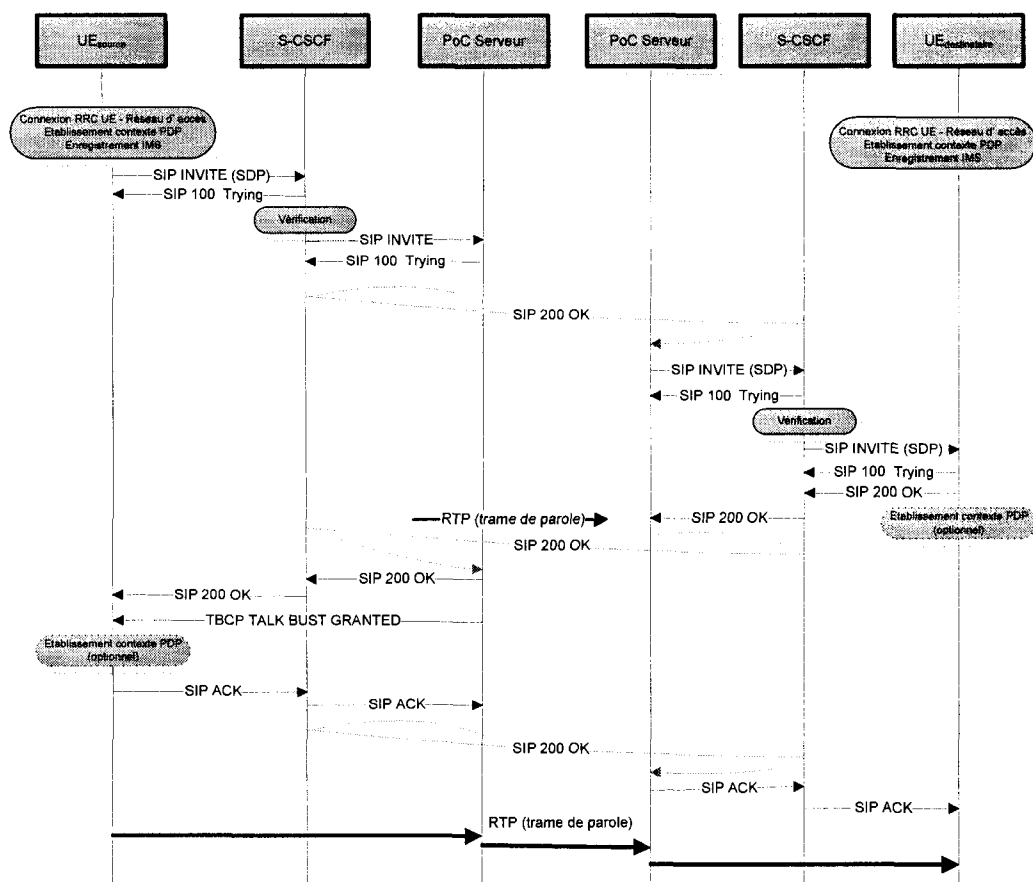 UEsource
S-CSCF
PoC Serveur
PoC Serveur
S-CSCF
UEdestinataire
Connexion RRC UE - Réseau d' accès
Etablissement contexte PDP
Enregistrement IMS
Connexion RRC UE - Réseau d' accès
Etablissement contexte PDP
Enregistrement IMS
SIP INVITE (SDP)
SIP 100 Trying
Vérification
SIP INVITE
SIP 100 Trying
SIP 200 OK
SIP INVITE (SDP)
SIP 100 Trying
Vérification
SIP INVITE (SDP)
SIP 100 Trying
SIP 200 OK
RTP (trame de parole)
SIP 200 OK
Etablissement contexte PDP
(optionnel)
SIP 200 OK
SIP 200 OK
SIP 200 OK
TBCP TALK BUST GRANTED
Etablissement contexte PDP
(optionnel)
SIP ACK
SIP ACK
SIP 200 OK
SIP ACK
SIP ACK
RTP (trame de parole)